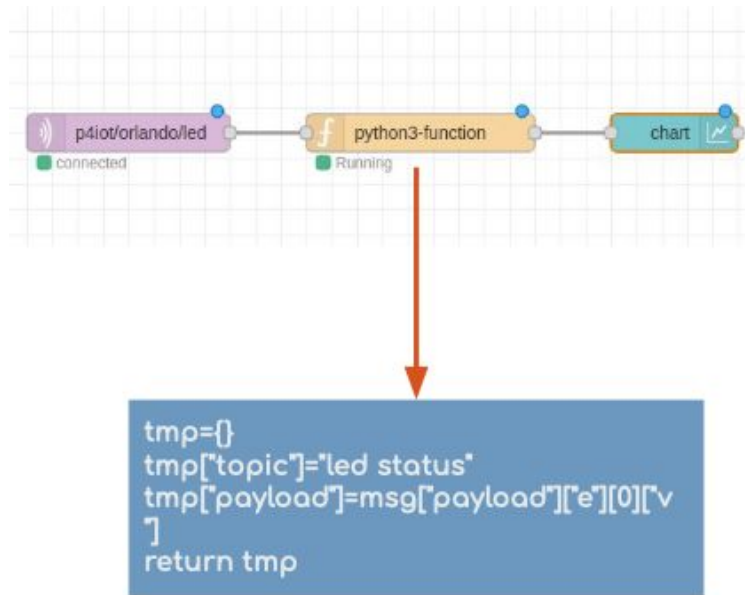 p4iot/orlando/led
python3-function
chart
connected
Running
tmp={}
tmp["topic"]="led status"
tmp["payload"]=msg["payload"]["e"][0]["v
"]
return tmp